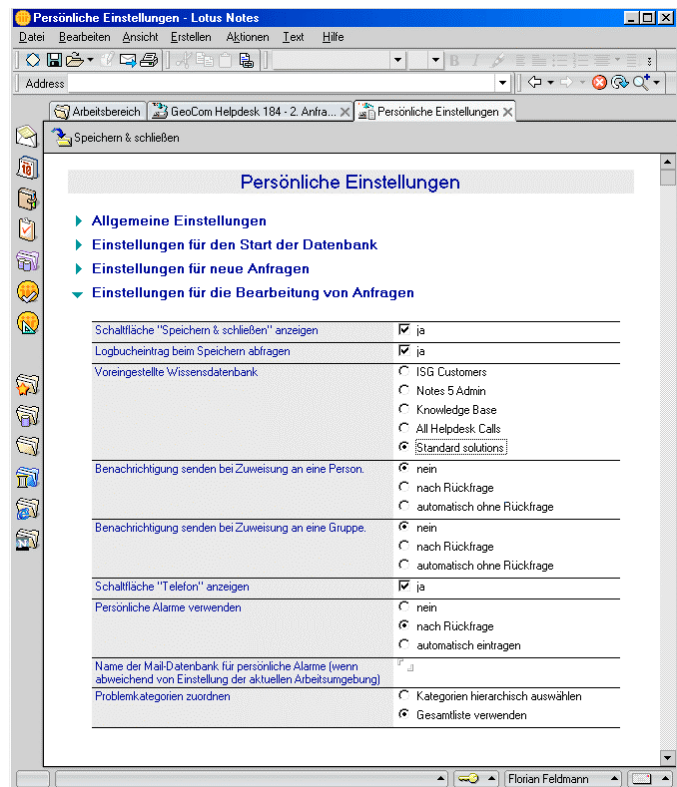 Persönliche Einstellungen - Lotus Notes
Datei Bearbeiten Ansicht Erstellen Aktionen Text Hilfe
Address
Arbeitsbereich GeoCom Helpdesk 184 - 2. Anfra... Persönliche Einstellungen
Speichern & schließen
Persönliche Einstellungen
Allgemeine Einstellungen
Einstellungen für den Start der Datenbank
Einstellungen für neue Anfragen
Einstellungen für die Bearbeitung von Anfragen
Schaltfläche "Speichern & schließen" anzeigen ja
Logbucheintrag beim Speichern abfragen ja
Voreingestellte Wissensdatenbank ISG Customers
Notes 5 Admin
Knowledge Base
All Helpdesk Calls
Standard solutions
Benachrichtigung senden bei Zuweisung an eine Person. nein
nach Rückfrage
automatisch ohne Rückfrage
Benachrichtigung senden bei Zuweisung an eine Gruppe. nein
nach Rückfrage
automatisch ohne Rückfrage
Schaltfläche "Telefon" anzeigen ja
Persönliche Alarme verwenden nein
nach Rückfrage
automatisch eintragen
Name der Mail-Datenbank für persönliche Alarme (wenn
abweichend von Einstellung der aktuellen Arbeitsumgebung)
Problemkategorien zuordnen Kategorien hierarchisch auswählen
Gesamtliste verwenden
Florian Feldmann